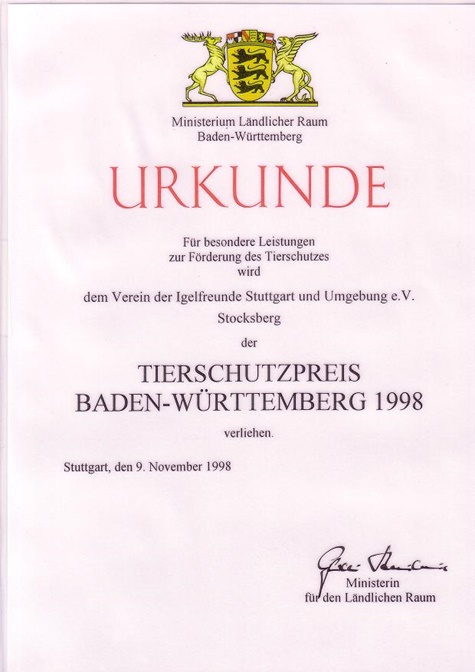 Ministerium Ländlicher Raum
Baden-Württemberg
URKUNDE
Für besondere Leistungen
zur Förderung des Tierschutzes
wird
dem Verein der Igelfreunde Stuttgart und Umgebung e.V.
Stocksberg
der
TIERSCHUTZPREIS
BADEN-WÜRTTEMBERG 1998
verliehen.
Stuttgart, den 9. November 1998
Ministerin
für den Ländlichen Raum